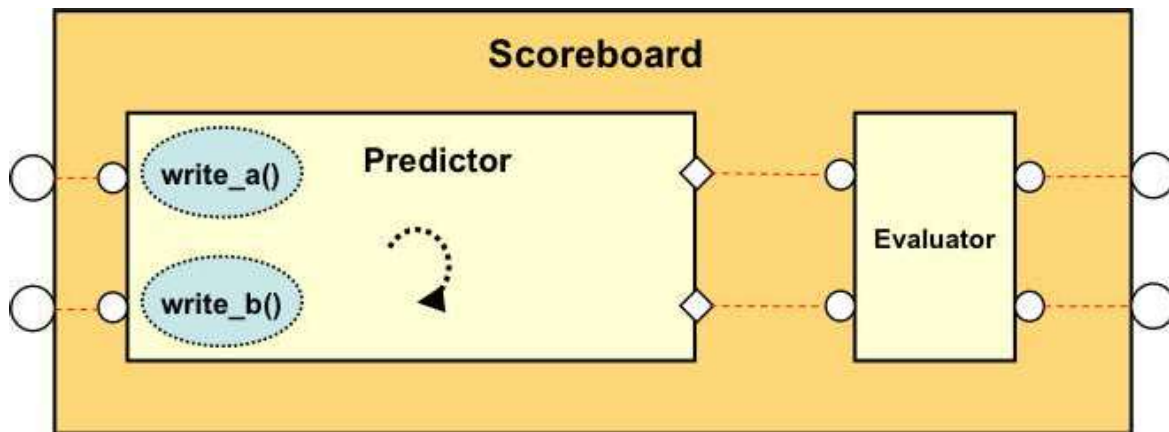 Scoreboard
write_a()
Predictor
Evaluator
write_b()